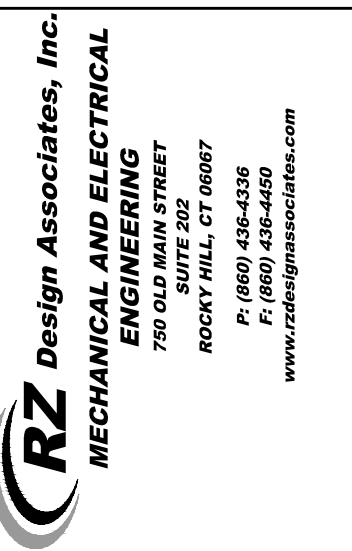 RZ Design Associates, Inc.
MECHANICAL AND ELECTRICAL
ENGINEERING
750 OLD MAIN STREET
SUITE 202
ROCKY HILL, CT 06067
P: (860) 436-4336
F: (860) 436-4450
www.rzdesignassociates.com